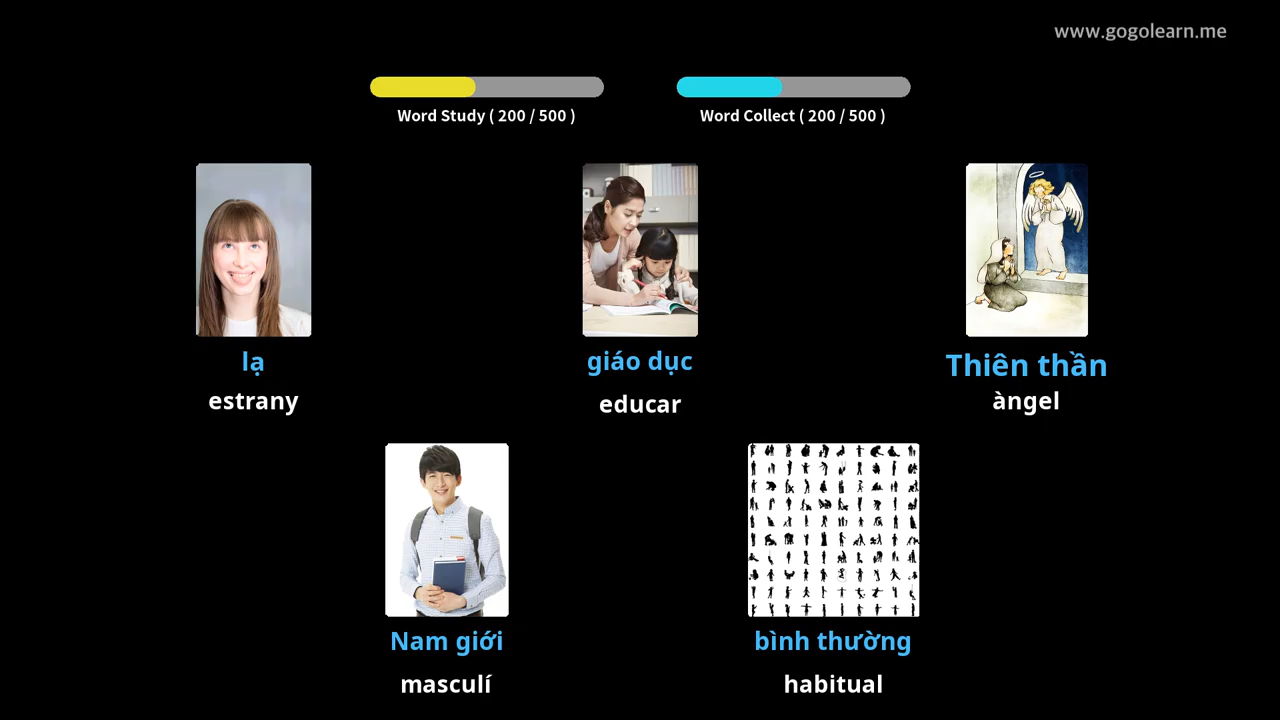 www.gogolearn.me
Word Study ( 200 / 500 )
Word Collect ( 200 / 500 )
lạ
estrany
giáo dục
educar
Thiên thần
àngel
Nam giới
masculí
bình thường
habitual